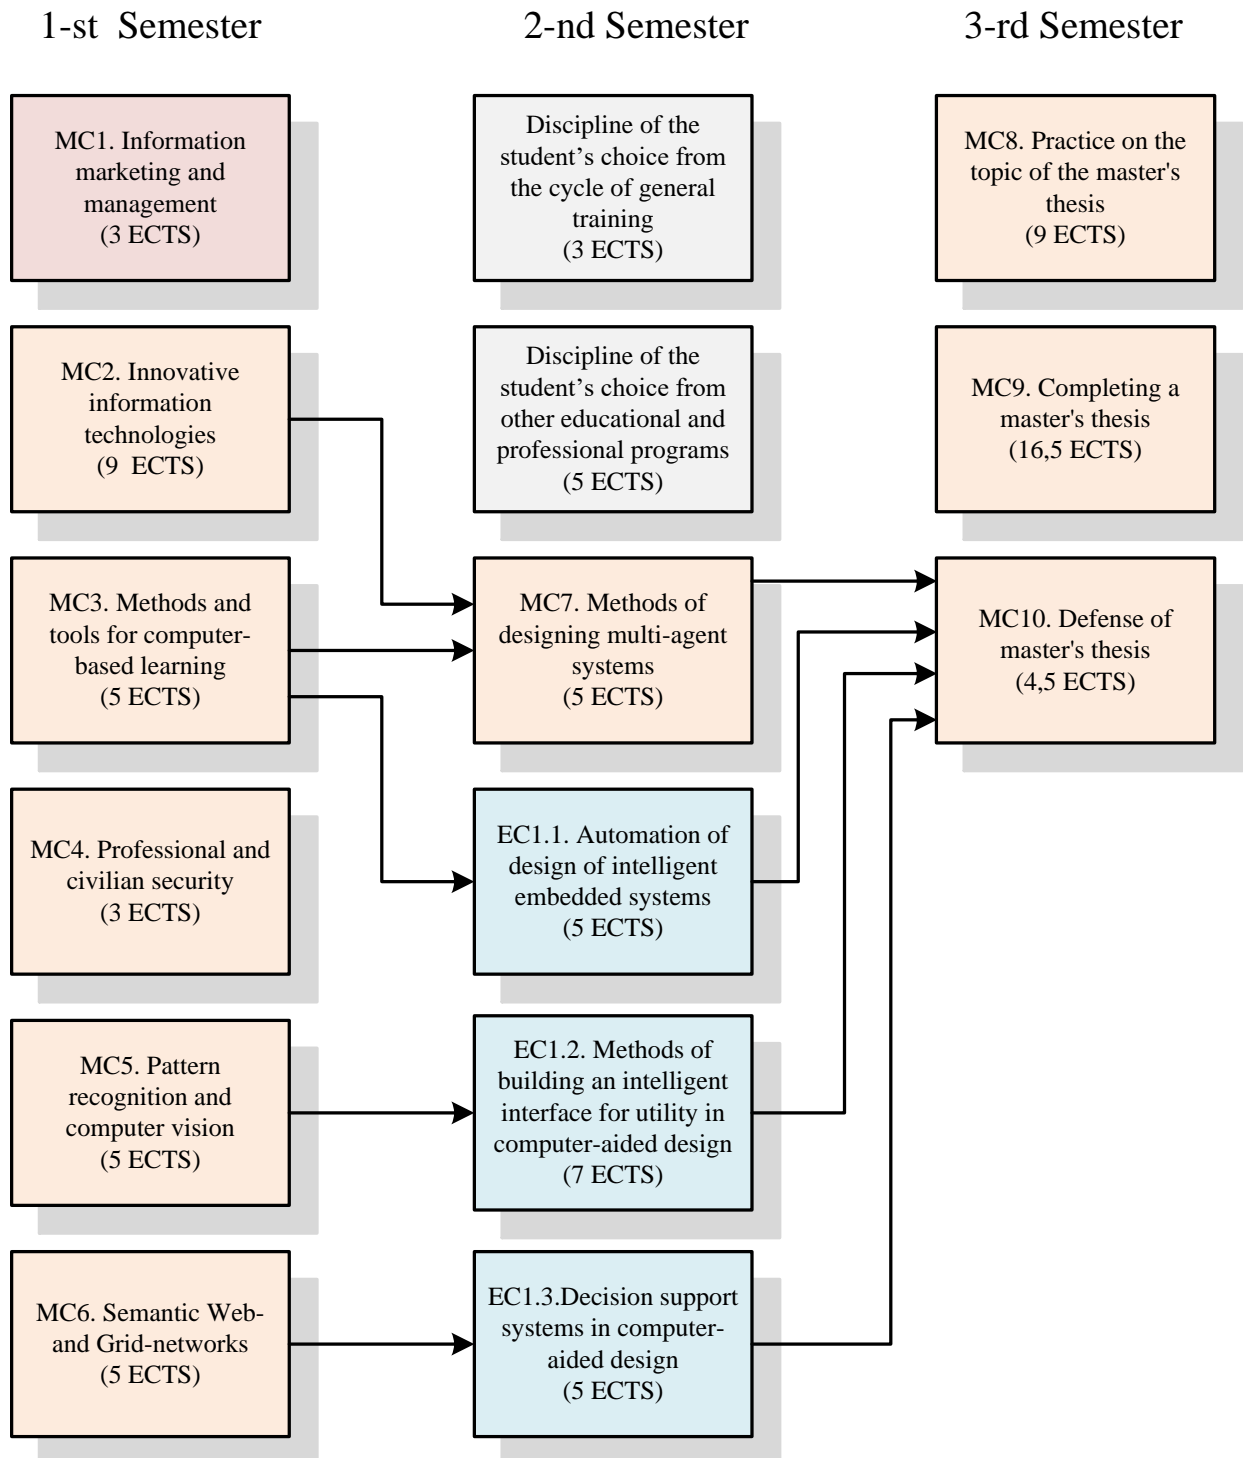 1-st Semester
2-nd Semester
3-rd Semester
MC1. Information
marketing and
management
(3 ECTS)
Discipline of the
student’s choice from
the cycle of general
training
(3 ECTS)
MC8. Practice on the
topic of the master's
thesis
(9 ECTS)
MC2. Innovative
information
technologies
(9 ECTS)
Discipline of the
student’s choice from
other educational and
professional programs
(5 ECTS)
MC9. Completing a
master's thesis
(16,5 ECTS)
MC3. Methods and
tools for computer-
based learning
(5 ECTS)
MC7. Methods of
designing multi-agent
systems
(5 ECTS)
MC10. Defense of
master's thesis
(4,5 ECTS)
MC4. Professional and
civilian security
(3 ECTS)
EC1.1. Automation of
design of intelligent
embedded systems
(5 ECTS)
MC5. Pattern
recognition and
computer vision
(5 ECTS)
EC1.2. Methods of
building an intelligent
interface for utility in
computer-aided design
(7 ECTS)
MC6. Semantic Web-
and Grid-networks
(5 ECTS)
EC1.3.Decision support
systems in computer-
aided design
(5 ECTS)